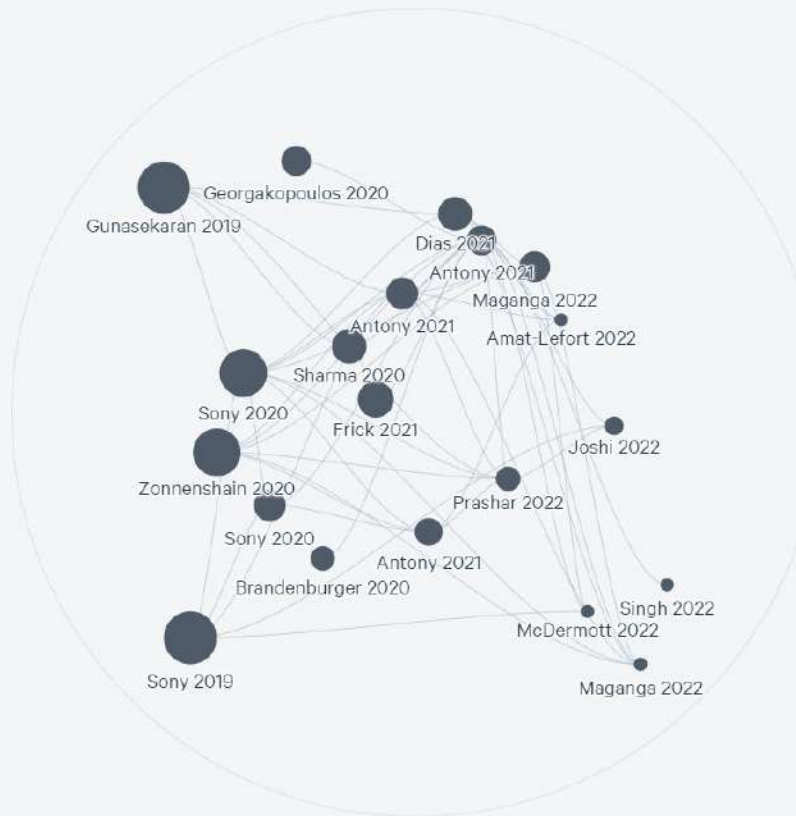 Georgakopoulos 2020
Gunasekaran 2019
Dias 2021
Antony 2021
Maganga 2022
Antony 2021
Amat-Lefort 2022
Sharma 2020
Sony 2020
Frick 2021
Joshi 2022
Zonnenshain 2020
Prashar 2022
Sony 2020
Antony 2021
Brandenburger 2020
Singh 2022
McDermott 2022
Sony 2019
Maganga 2022